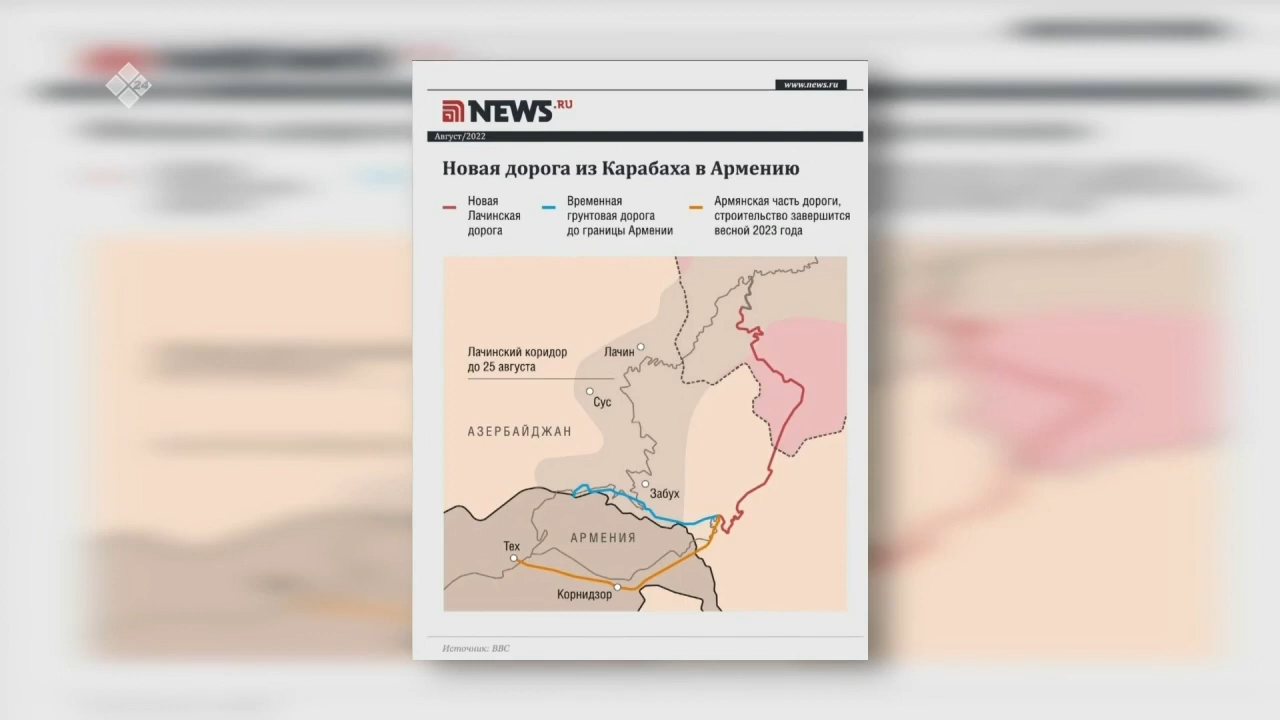 X24
www.news.ru
NEWS.RU
Август/2022
Новая дорога из Карабаха в Армению
Новая
Лачинская
дорога
Временная
грунтовая дорога
до границы Армении
Армянская часть дороги,
строительство завершится
весной 2023 года
Лачинский коридор
до 25 августа
Лачин
Сус
АЗЕРБАЙДЖАН
Забух
АРМЕНИЯ
Тех
Корнидзор
Источник: BBC